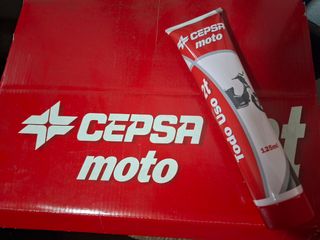 CEPSA
moto
2t
Todo Uso
125ml
CEPSA
moto